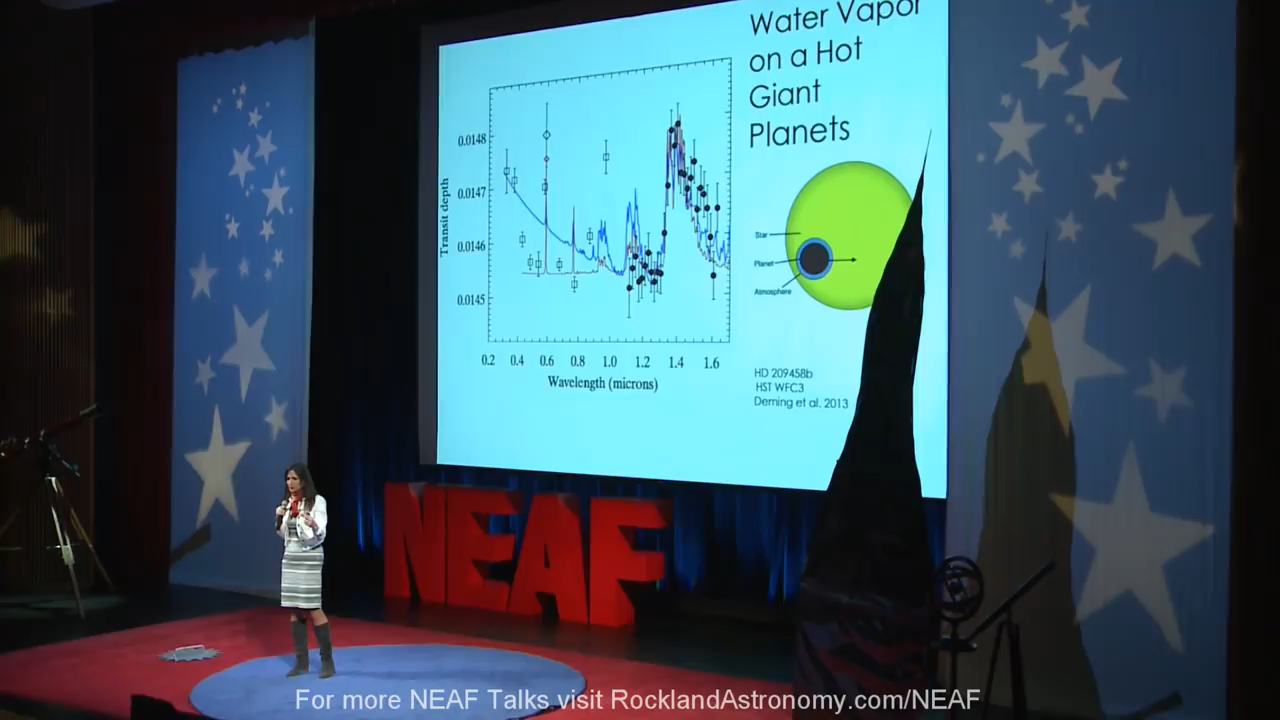 Water Vapor
on a Hot
Giant
Planets
Transit depth
0.0148
0.0147
0.0146
0.0145
0.2 0.4 0.6 0.8 1.0 1.2 1.4 1.6
Wavelength (microns)
Star
Planet
Atmosphere
HD 209458b
HST WFC3
Deming et al. 2013
NEAF
For more NEAF Talks visit RocklandAstronomy.com/NEAF